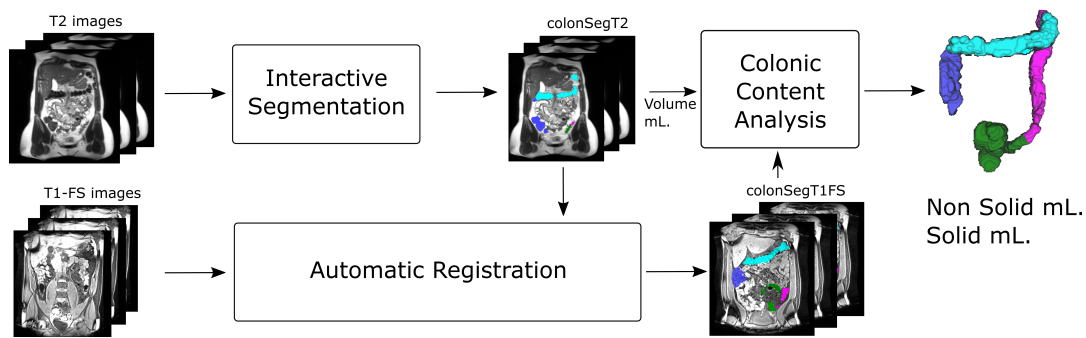 T2 images
Interactive
Segmentation
colonSegT2
Volume
mL.
Colonic
Content
Analysis
T1-FS images
Automatic Registration
colonSegT1FS
Non Solid mL.
Solid mL.